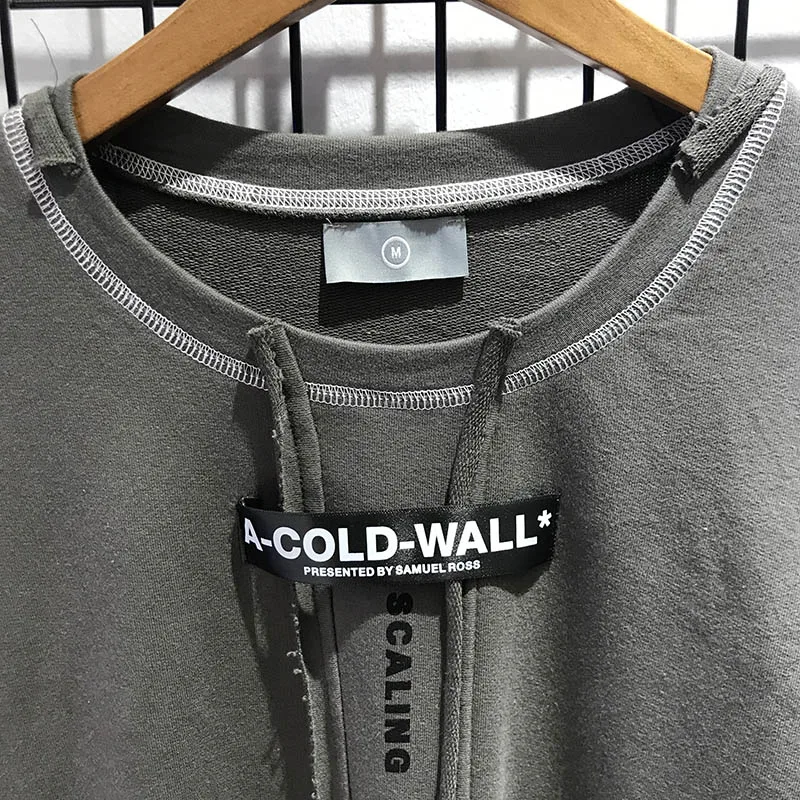 M
A-COLD-WALL*
PRESENTED BY SAMUEL ROSS
SCALING